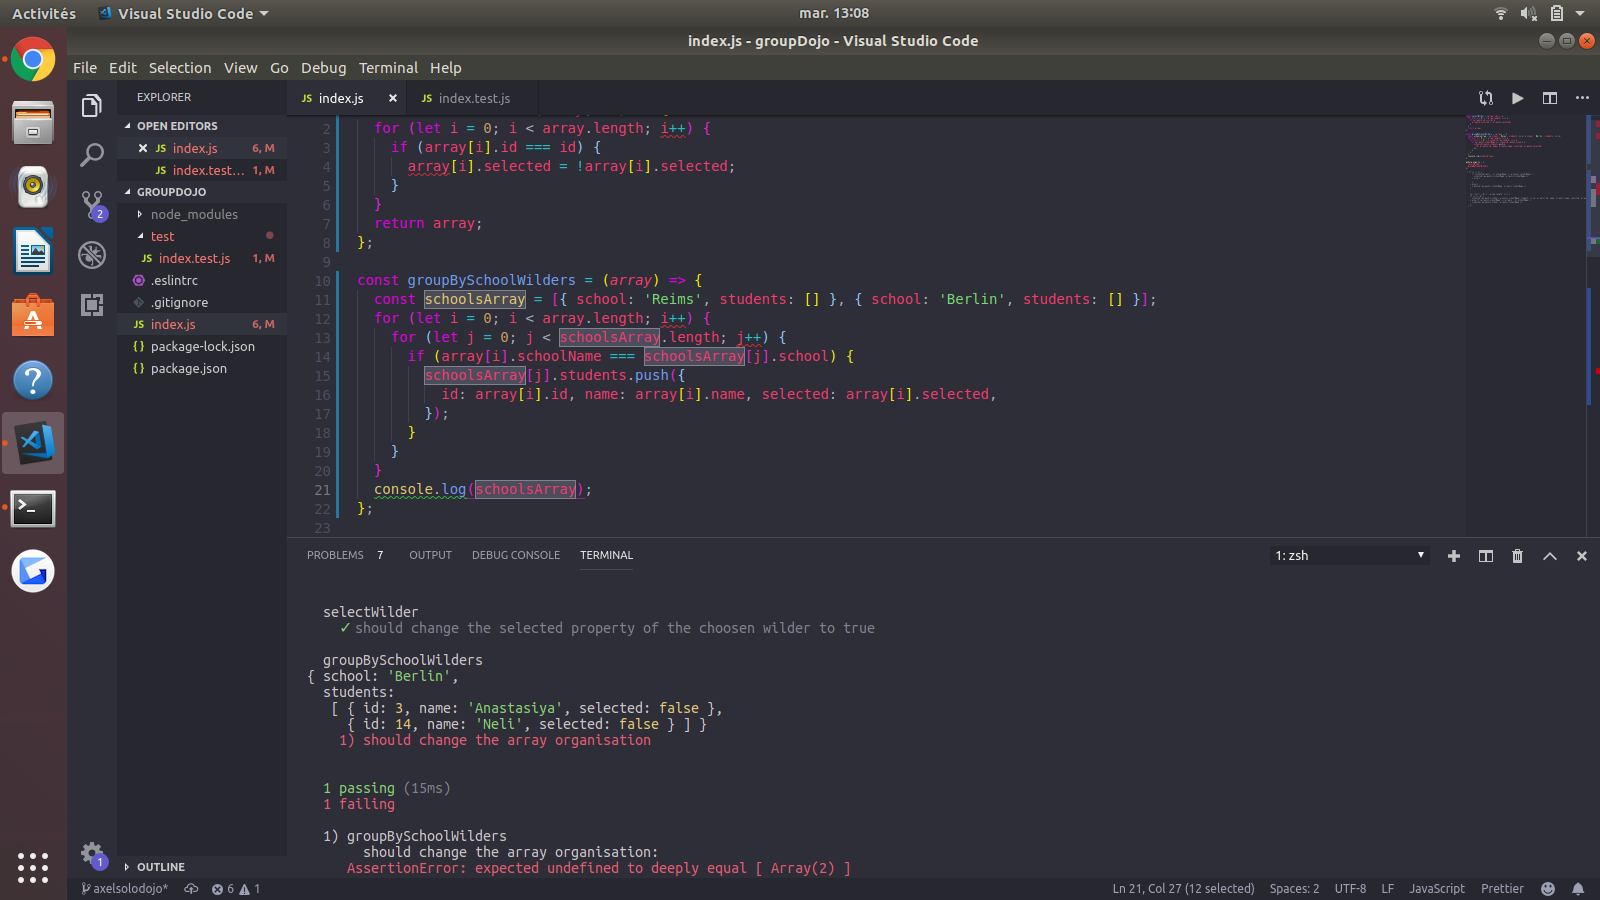 Activités
Visual Studio Code
mar. 13:08
index.js - groupDojo - Visual Studio Code
File Edit Selection View Go Debug Terminal Help
EXPLORER
OPEN EDITORS
index.js 6, M
index.test... 1, M
GROUPDOJO
node_modules
test
JS index.test.js 1, M
.eslintrc
.gitignore
JS index.js 6, M
{} package-lock.json
{} package.json
OUTLINE
2
1
JS index.js
JS index.test.js
2 for (let i = 0; i < array.length; i++) {
3 if (array[i].id === id) {
4 array[i].selected = !array[i].selected;
5 }
6 }
7 return array;
8 };
9
10 const groupBySchoolWilders = (array) => {
11 const schoolsArray = [{ school: 'Reims', students: [] }, { school: 'Berlin', students: [] }];
12 for (let i = 0; i < array.length; i++) {
13 for (let j = 0; j < schoolsArray.length; j++) {
14 if (array[i].schoolName === schoolsArray[j].school) {
15 schoolsArray[j].students.push({
16 id: array[i].id, name: array[i].name, selected: array[i].selected,
17 });
18 }
19 }
20 }
21 console.log(schoolsArray);
22 };
23
PROBLEMS 7 OUTPUT DEBUG CONSOLE TERMINAL
1: zsh
selectWilder
✓ should change the selected property of the choosen wilder to true
groupBySchoolWilders
{ school: 'Berlin',
students:
[ { id: 3, name: 'Anastasiya', selected: false },
{ id: 14, name: 'Neli', selected: false } ] }
1) should change the array organisation
1 passing (15ms)
1 failing
1) groupBySchoolWilders
should change the array organisation:
AssertionError: expected undefined to deeply equal [ Array(2) ]
axelsolodojo* 6 1
Ln 21, Col 27 (12 selected) Spaces: 2 UTF-8 LF JavaScript Prettier